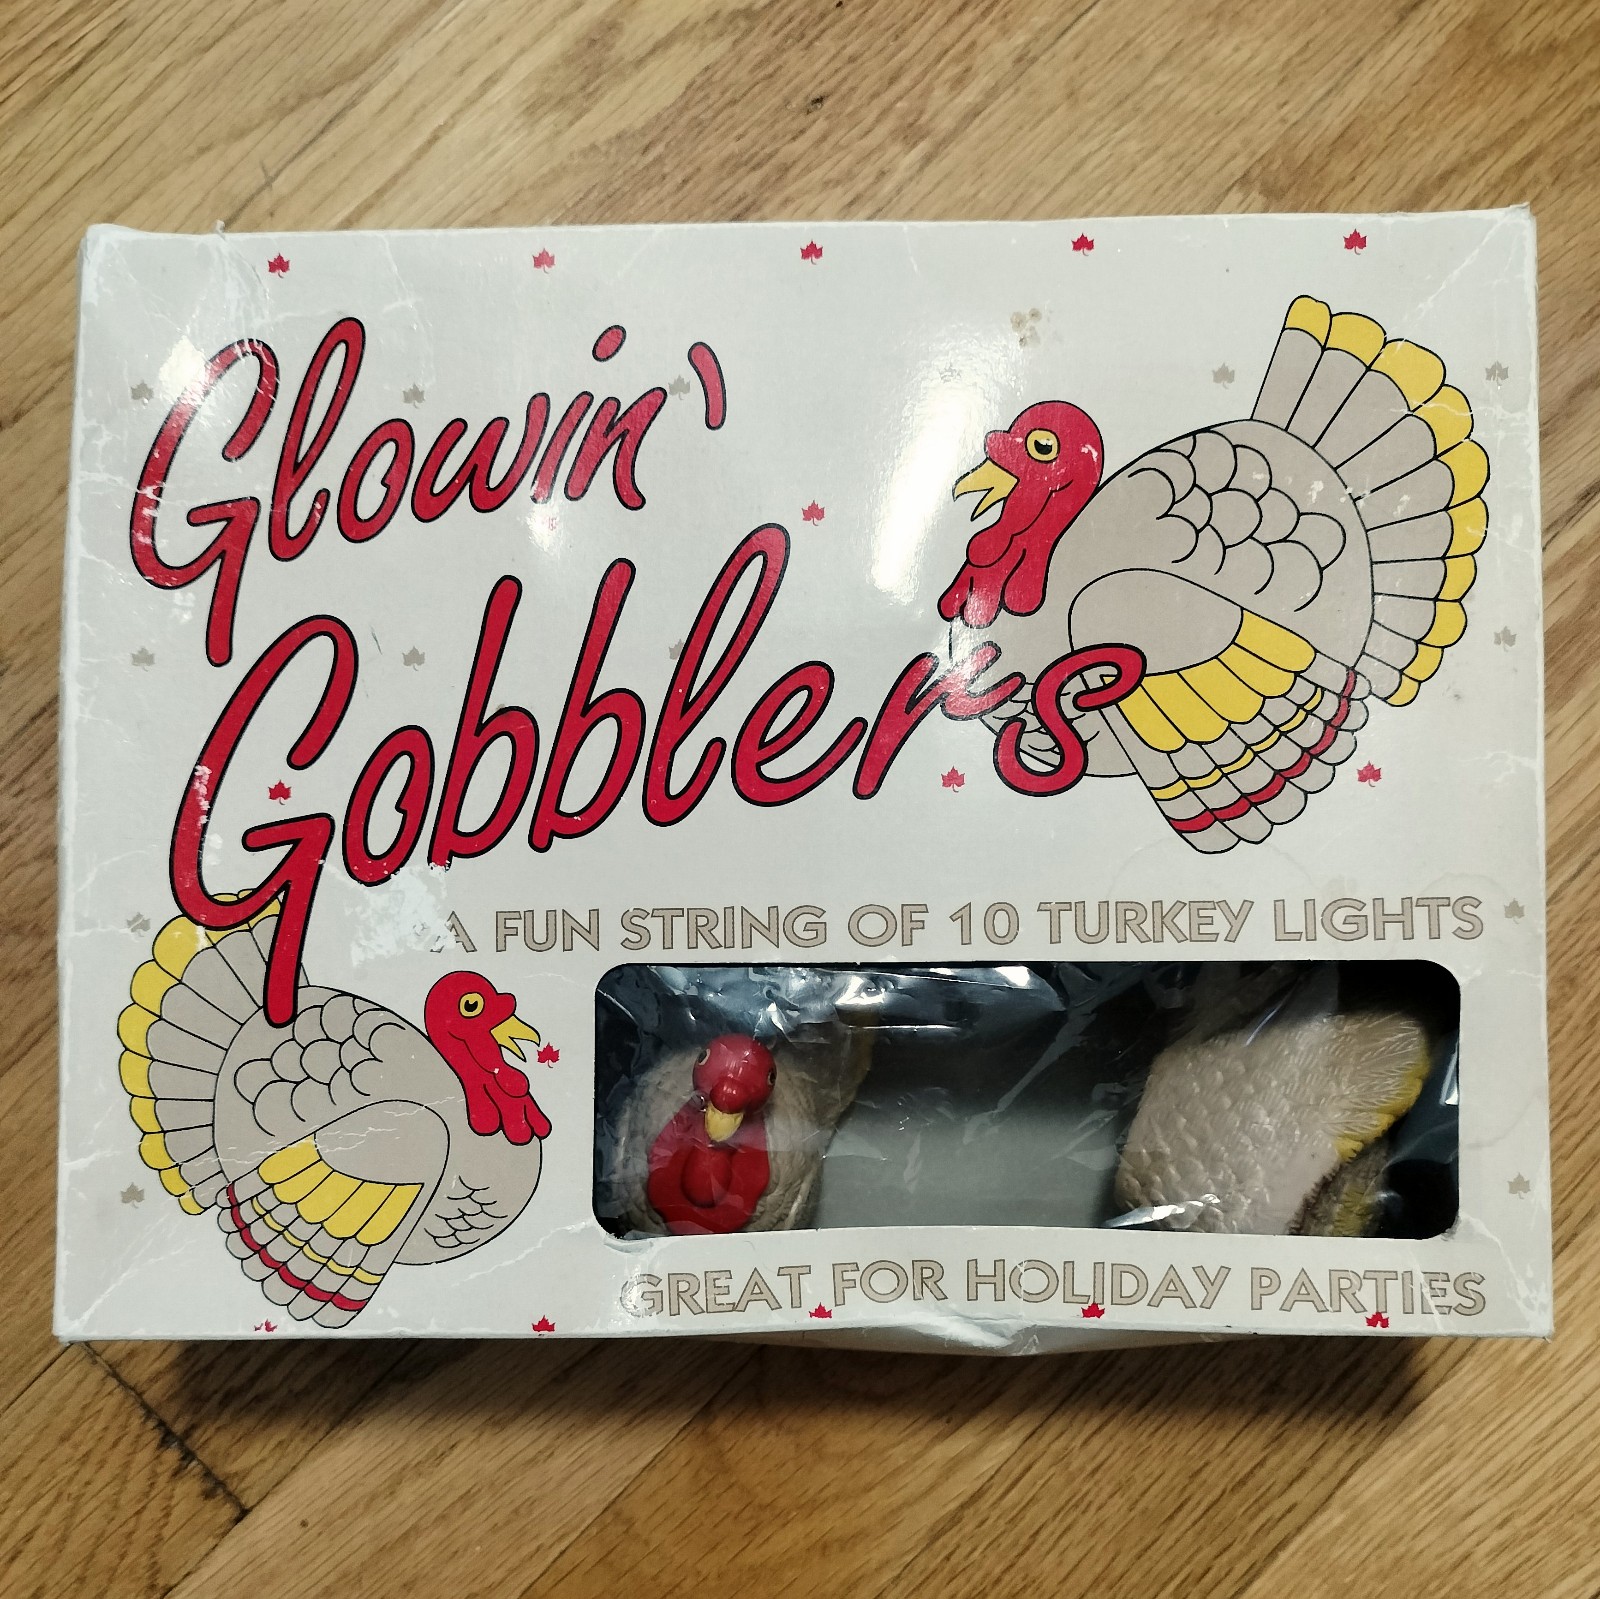 Glowin'
Gobblers
A FUN STRING OF 10 TURKEY LIGHTS
GREAT FOR HOLIDAY PARTIES